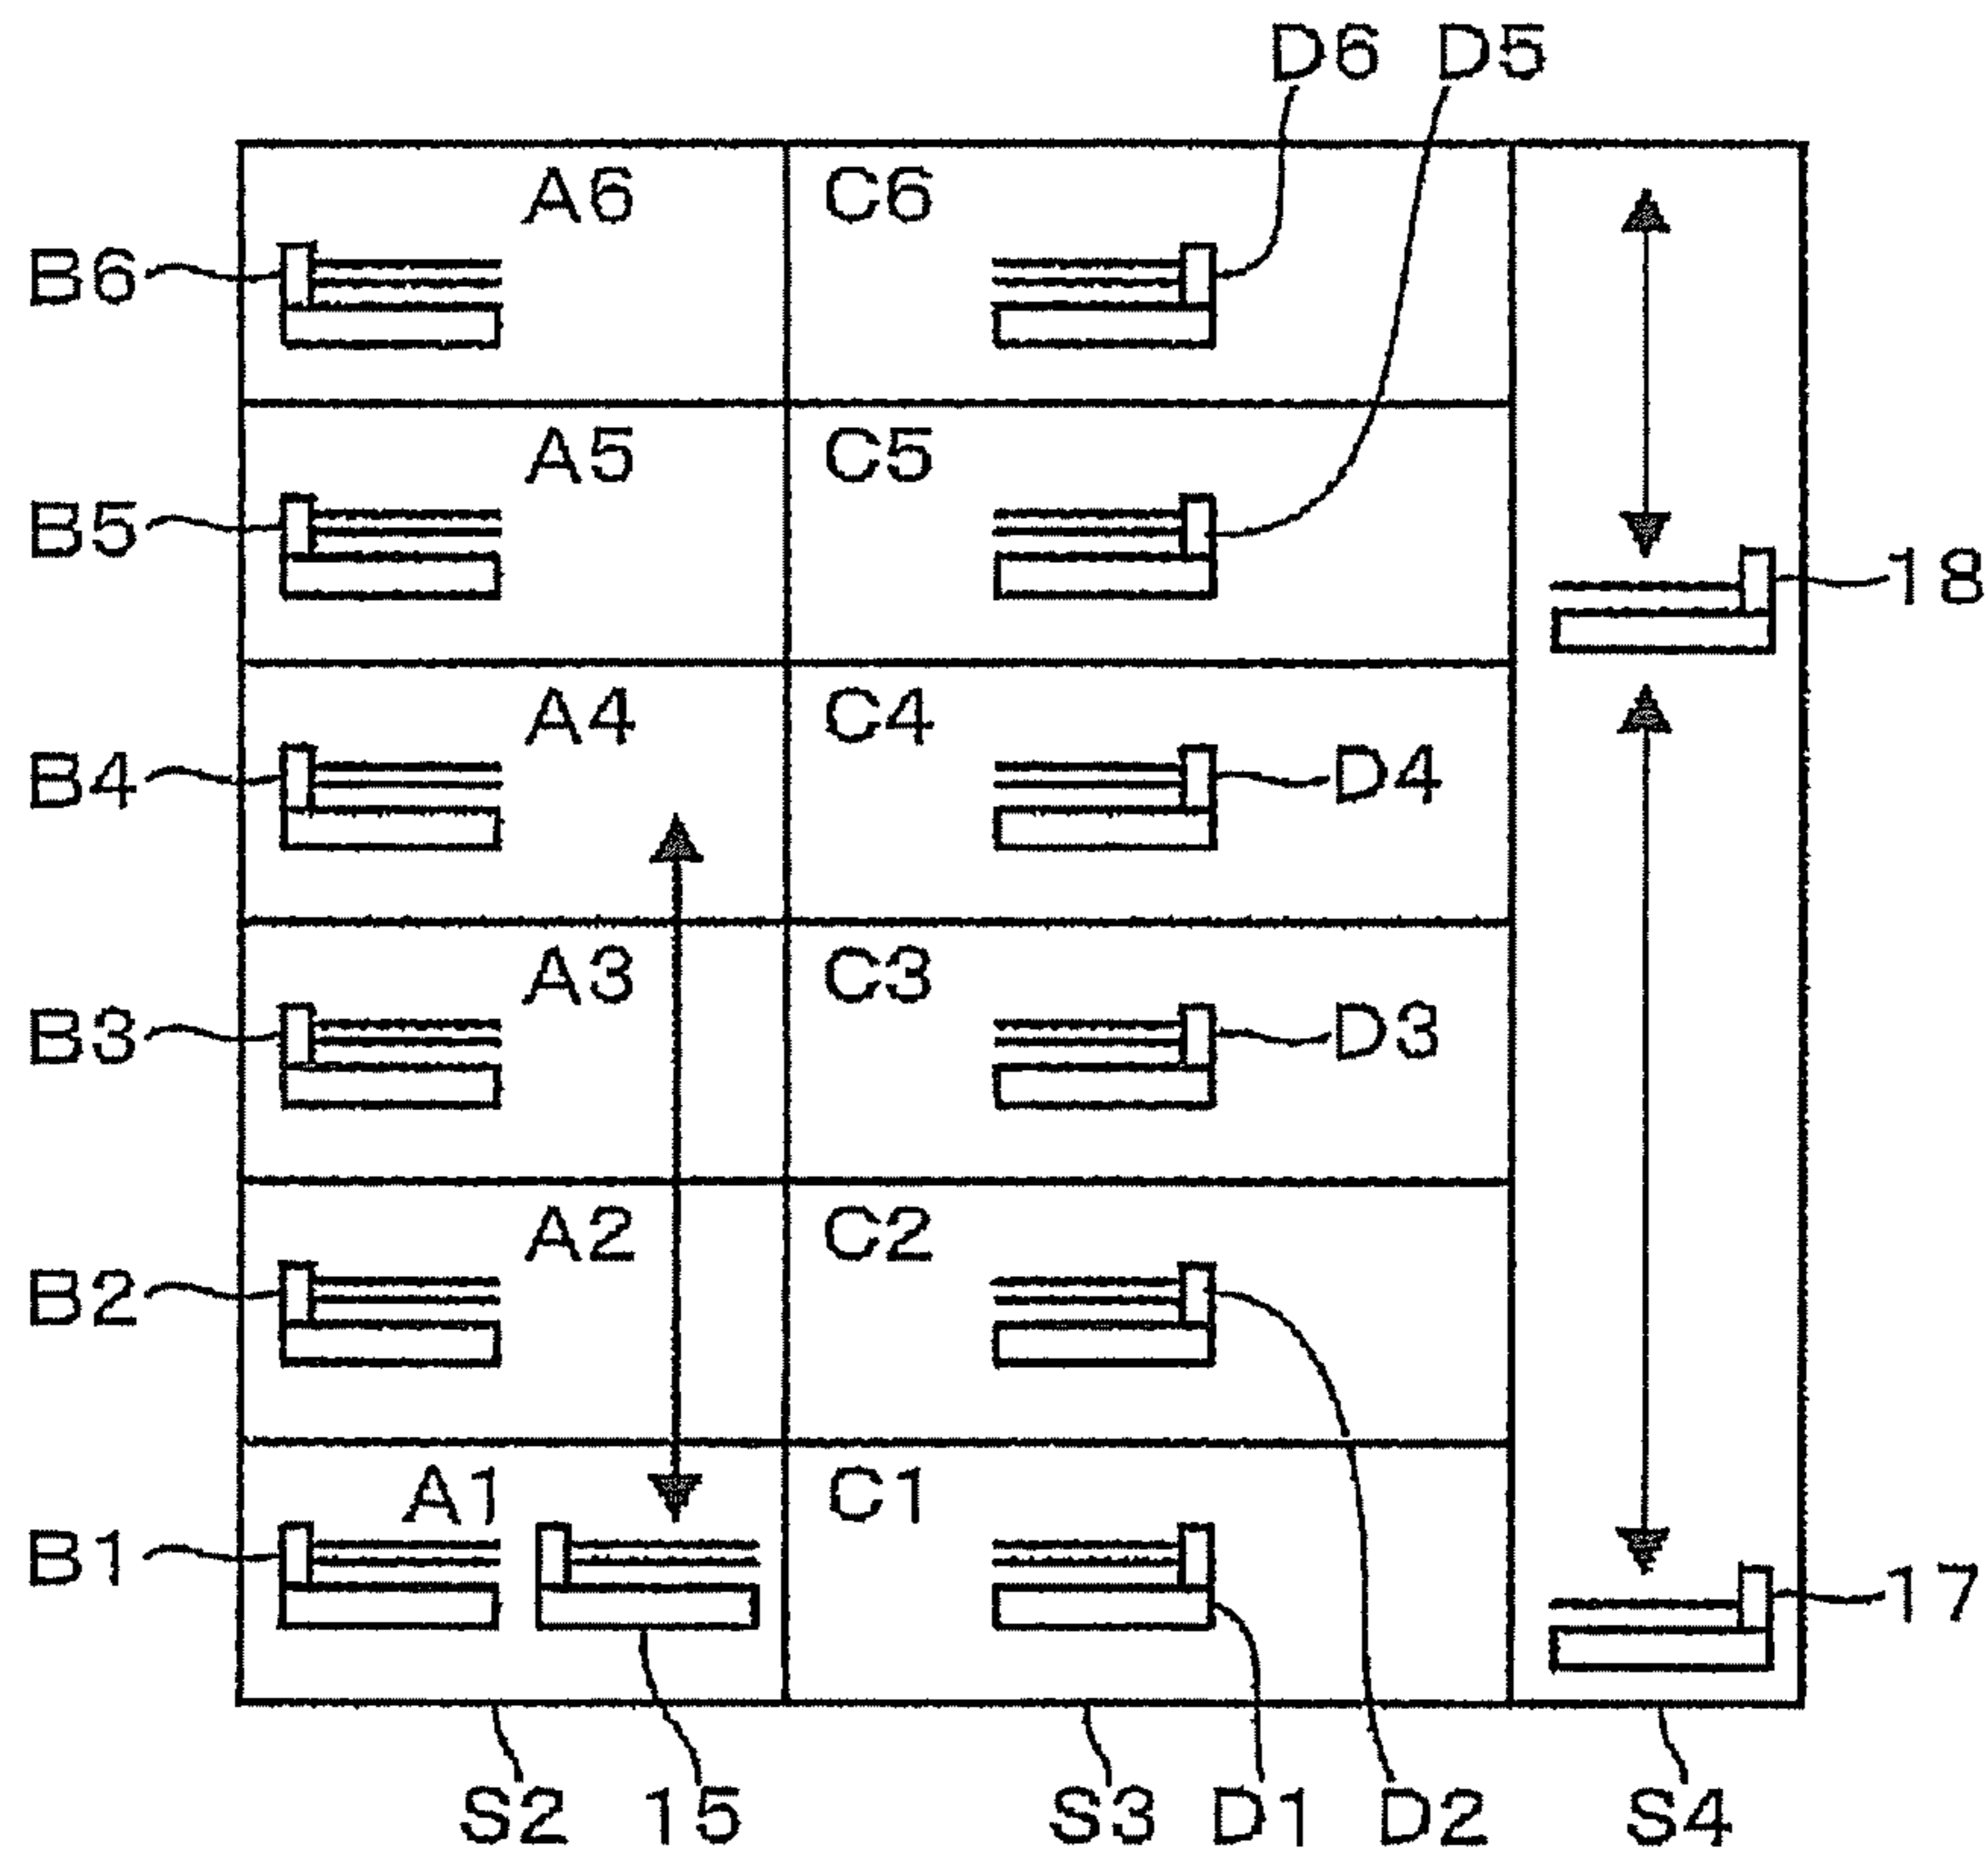 D6 D5
A6 C6
B6
A5 C5
B5
18
A4 C4
B4 D4
A3 C3
B3 D3
A2 C2
B2
A1 C1
B1
17
S2 15 S3 D1 D2 S4